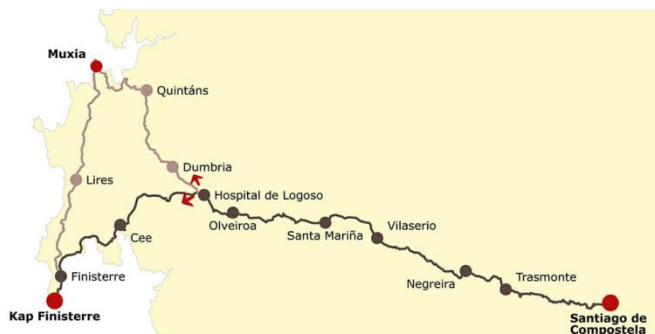 Muxia
Quintáns
Dumbria
Lires
Hospital de Logoso
Olveiroa
Cee
Santa Mariña
Vilaserio
Finisterre
Negreira
Trasmonte
Kap Finisterre
Santiago de
Compostela